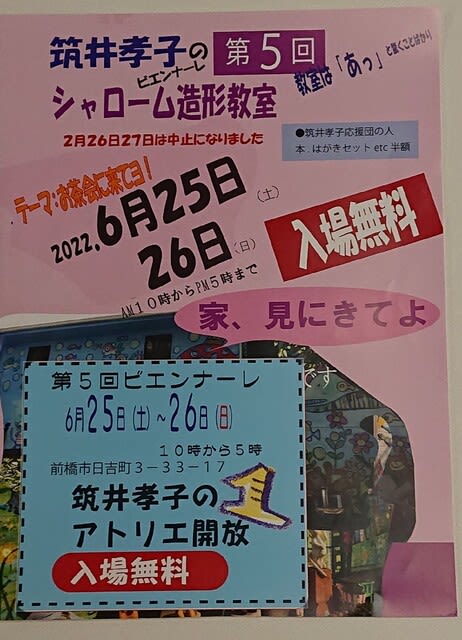 筑井孝子の
第5回
ビエンナーレ
シャローム造形教室
教室は「あっ」と驚くことばかり
2月26日27日は中止になりました
●筑井孝子応援団の人
本.はがきセットetc半額
テーマ:お茶会に来てヨ!
2022.6月25日(土)
26日(日)
AM10時からPM5時まで
入場無料
家、見にきてよ
です
第5回ビエンナーレ
6月25日(土)~26日(日)
10時から5時
前橋市日吉町3-33-17
筑井孝子の
アトリエ開放
1
入場無料